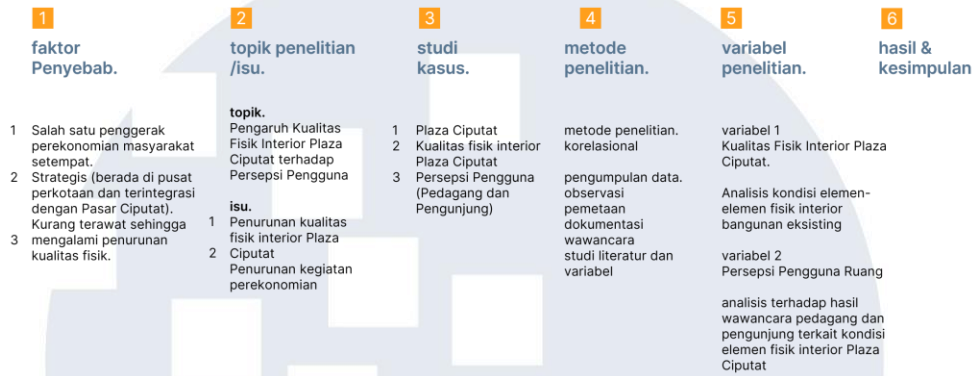 1
faktor
Penyebab.
1 Salah satu penggerak
perekonomian masyarakat
setempat.
2 Strategis (berada di pusat
perkotaan dan terintegrasi
dengan Pasar Ciputat).
Kurang terawat sehingga
3 mengalami penurunan
kualitas fisik.
2
topik penelitian
/isu.
topik.
Pengaruh Kualitas
Fisik Interior Plaza
Ciputat terhadap
Persepsi Pengguna
isu.
1 Penurunan kualitas
fisik interior Plaza
2 Ciputat
Penurunan kegiatan
perekonomian
3
studi
kasus.
1 Plaza Ciputat
2 Kualitas fisik interior
Plaza Ciputat
3 Persepsi Pengguna
(Pedagang dan
Pengunjung)
4
metode
penelitian.
metode penelitian.
korelasional
pengumpulan data.
observasi
pemetaan
dokumentasi
wawancara
studi literatur dan
variabel
5
variabel
penelitian.
variabel 1
Kualitas Fisik Interior Plaza
Ciputat.
Analisis kondisi elemen-
elemen fisik interior
bangunan eksisting
variabel 2
Persepsi Pengguna Ruang
analisis terhadap hasil
wawancara pedagang dan
pengunjung terkait kondisi
elemen fisik interior Plaza
Ciputat
6
hasil &
kesimpulan